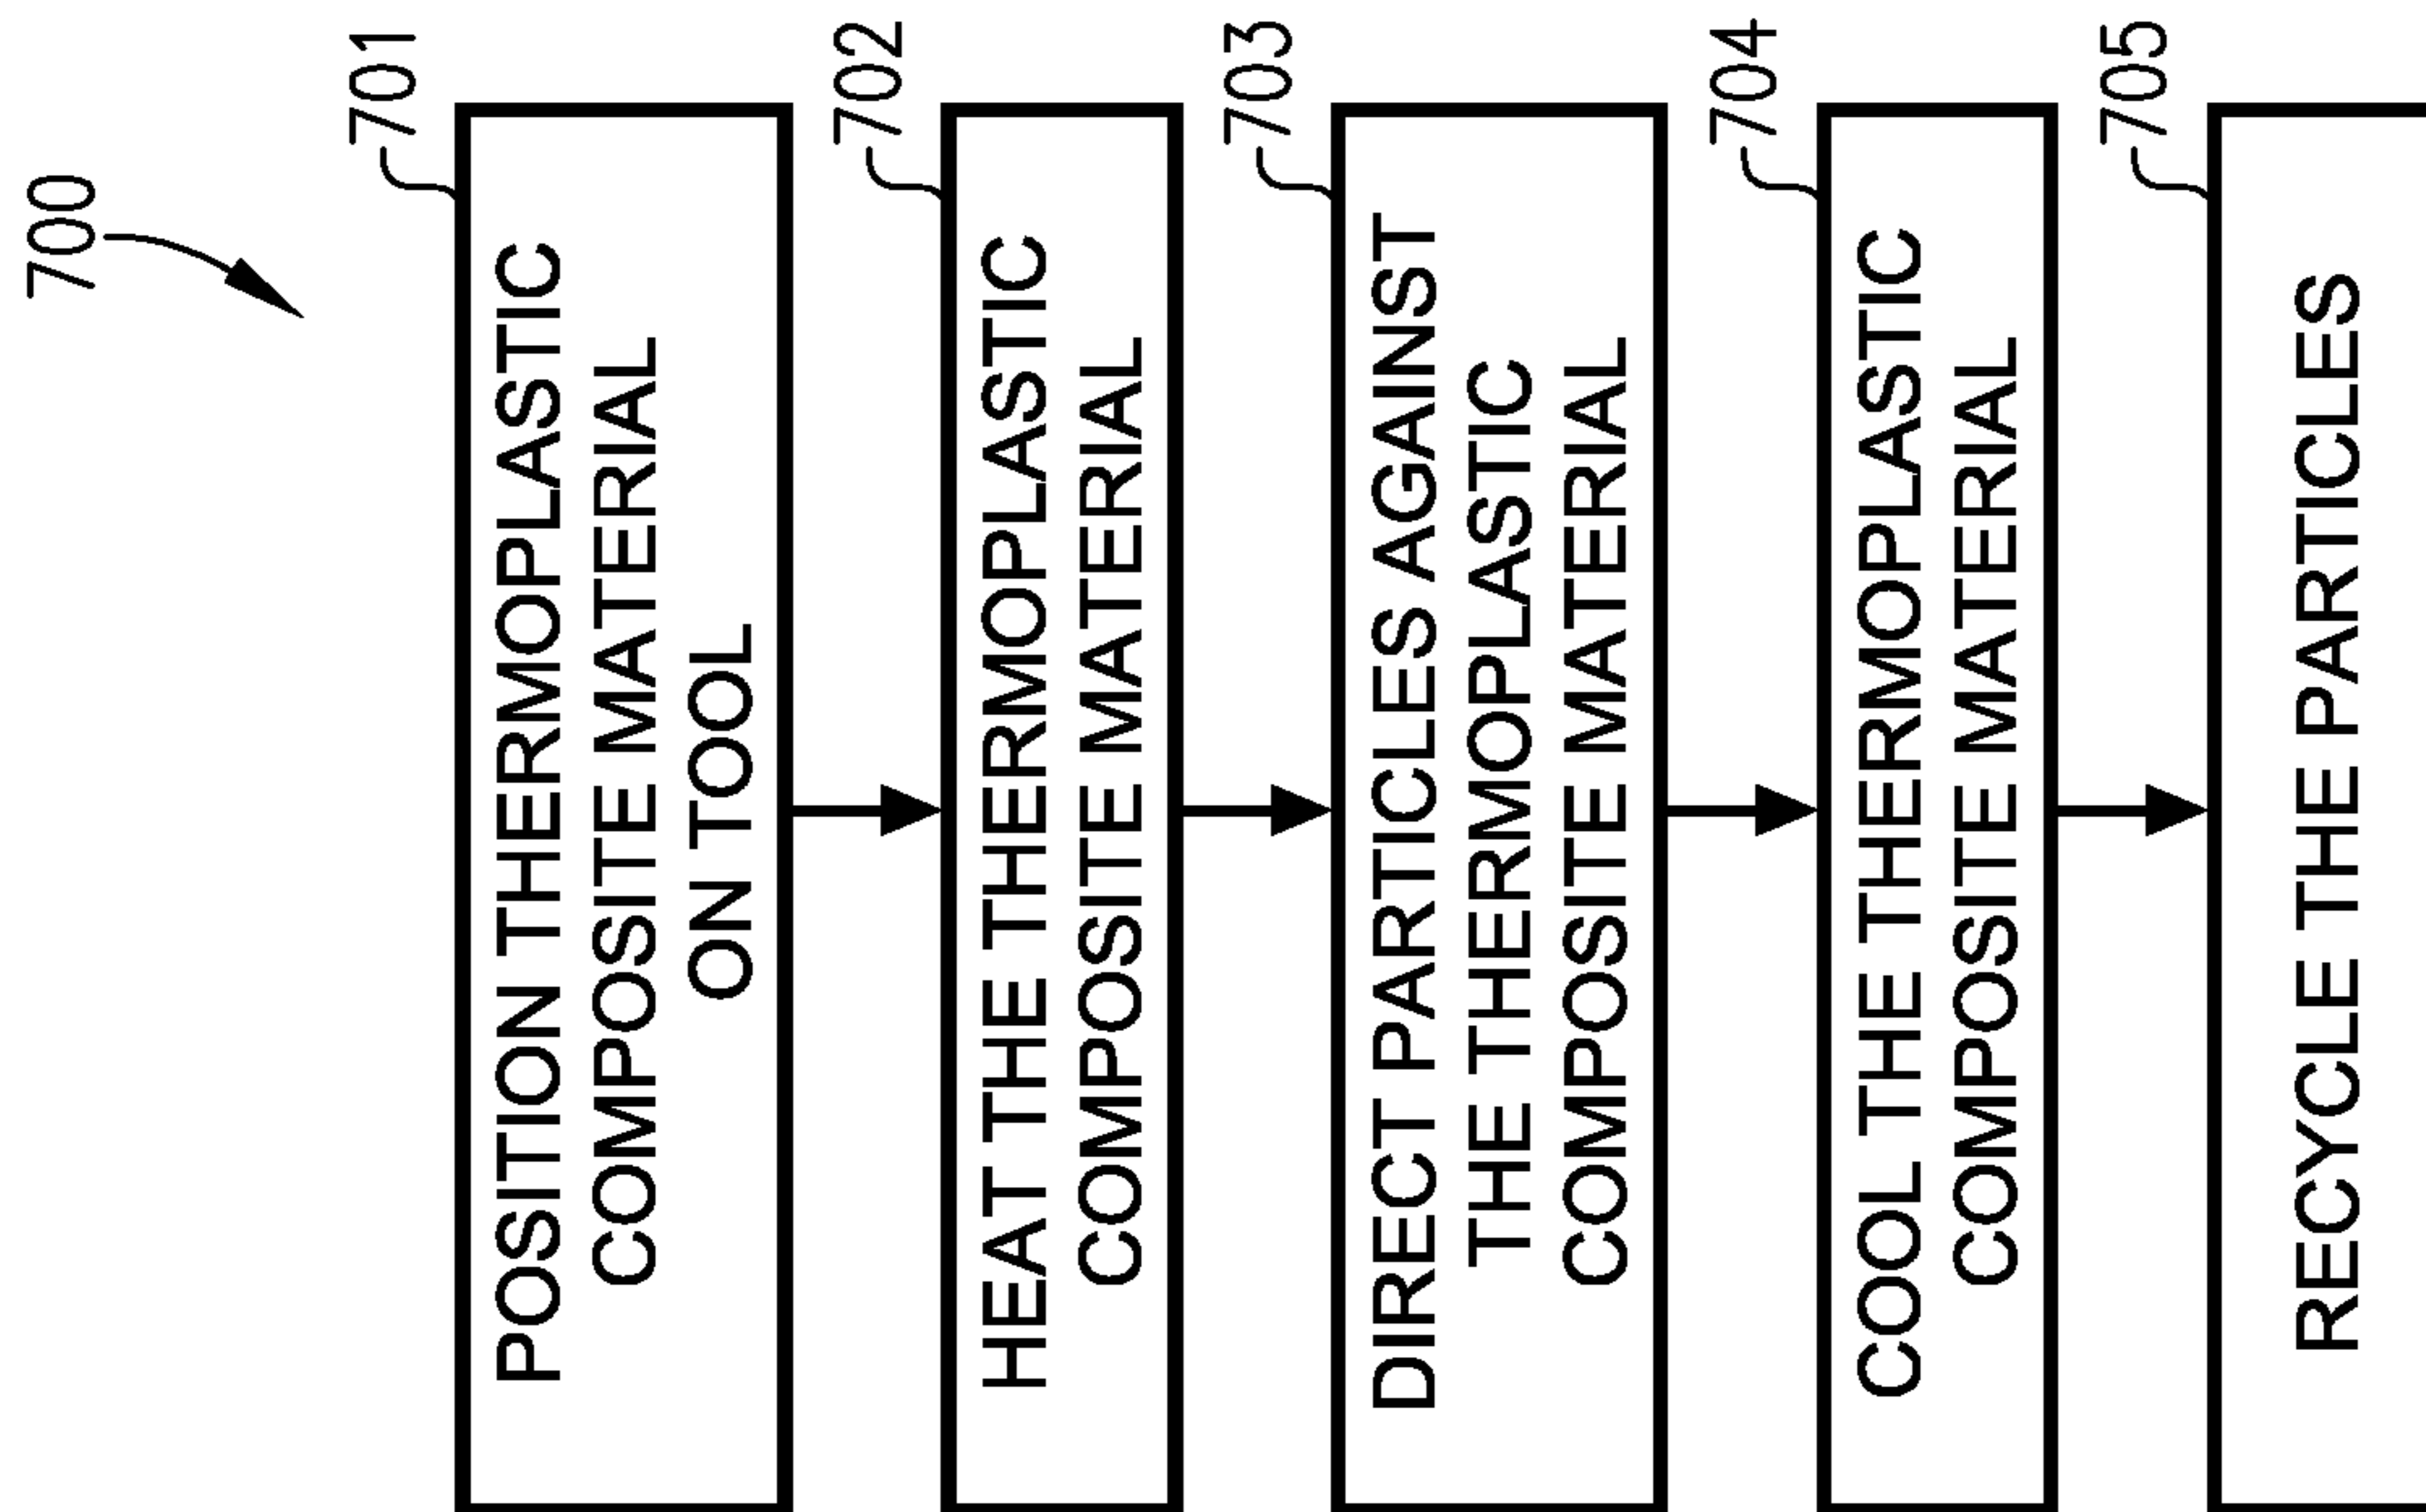 700
701
POSITION THERMOPLASTIC
COMPOSITE MATERIAL
ON TOOL
702
HEAT THE THERMOPLASTIC
COMPOSITE MATERIAL
703
DIRECT PARTICLES AGAINST
THE THERMOPLASTIC
COMPOSITE MATERIAL
704
COOL THE THERMOPLASTIC
COMPOSITE MATERIAL
705
RECYCLE THE PARTICLES